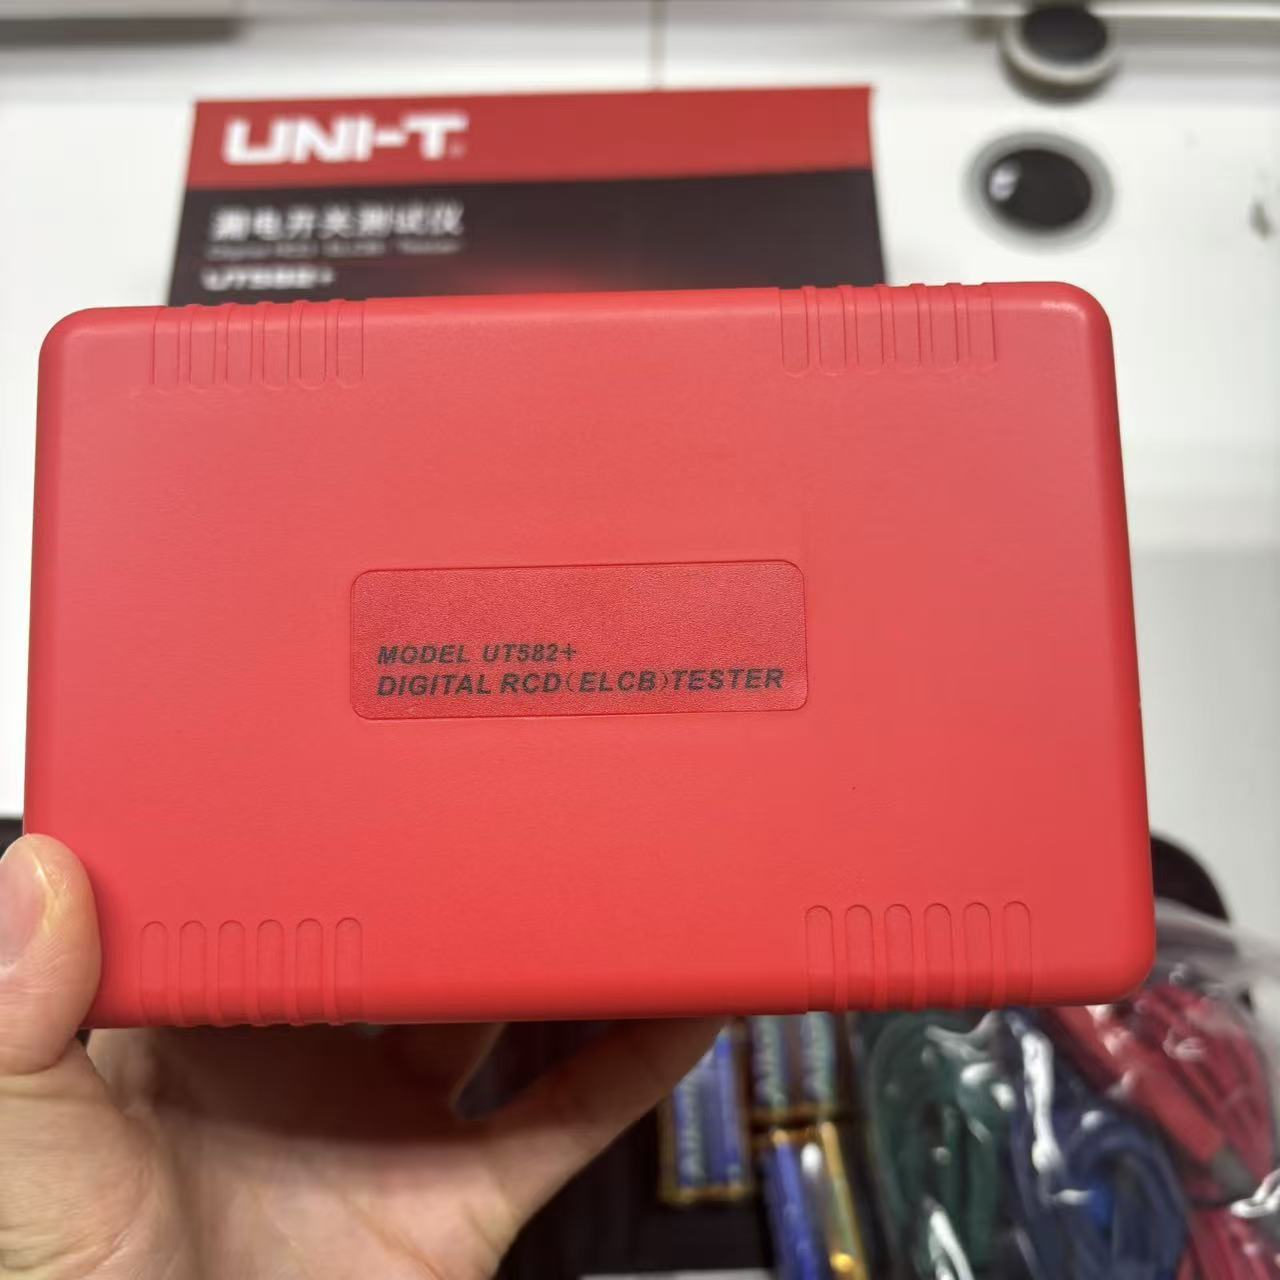 UNI-T
漏电开关测试仪
UT582+
MODEL UT582+
DIGITAL RCD(ELCB)TESTER